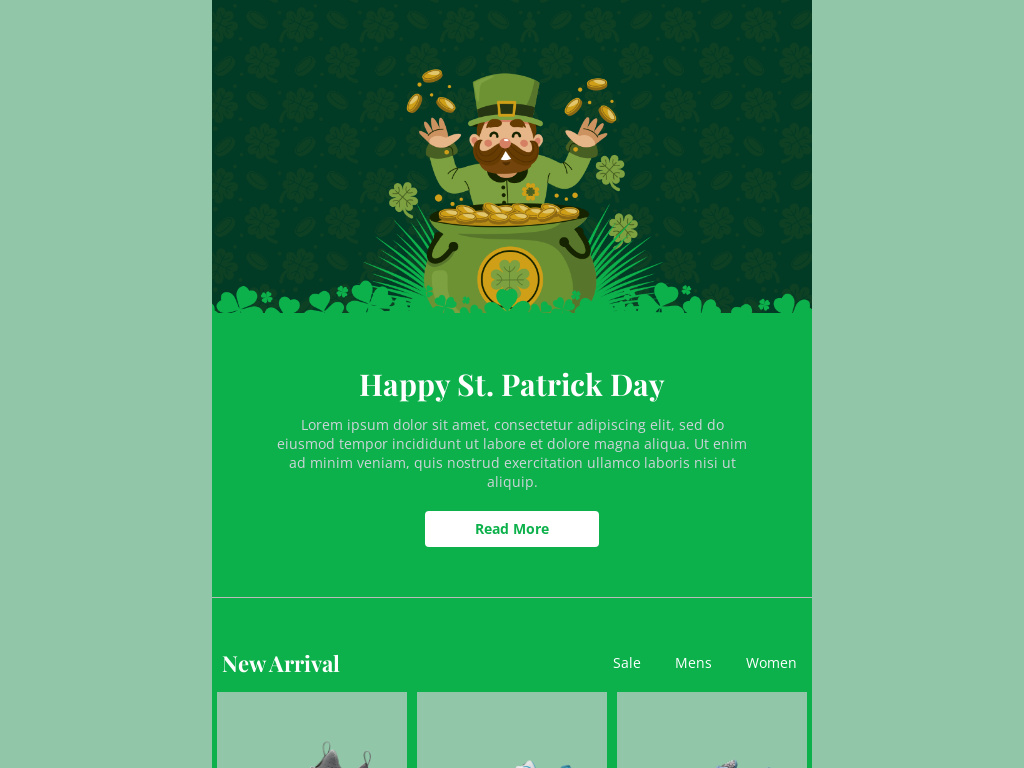 Happy St. Patrick Day
Lorem ipsum dolor sit amet, consectetur adipiscing elit, sed do
eiusmod tempor incididunt ut labore et dolore magna aliqua. Ut enim
ad minim veniam, quis nostrud exercitation ullamco laboris nisi ut
aliquip.
Read More
New Arrival
Sale Mens Women